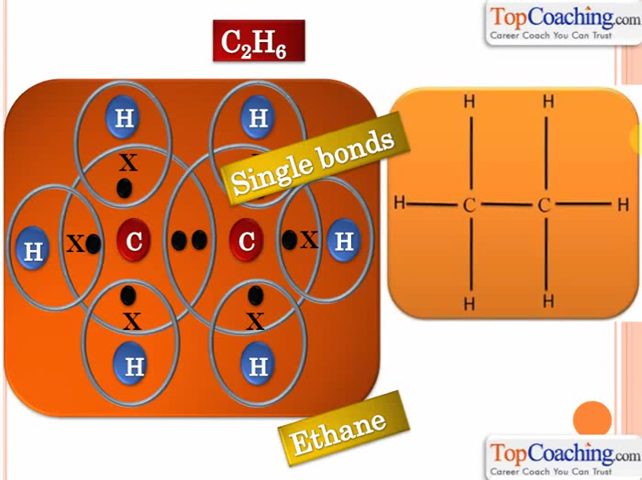 C₂H₆
TopCoaching.com
Career Coach You Can Trust
H H
X
Single bonds
H X C C X H
X X
H H
H H
H C C H
H H
Ethane
TopCoaching.com
Career Coach You Can Trust